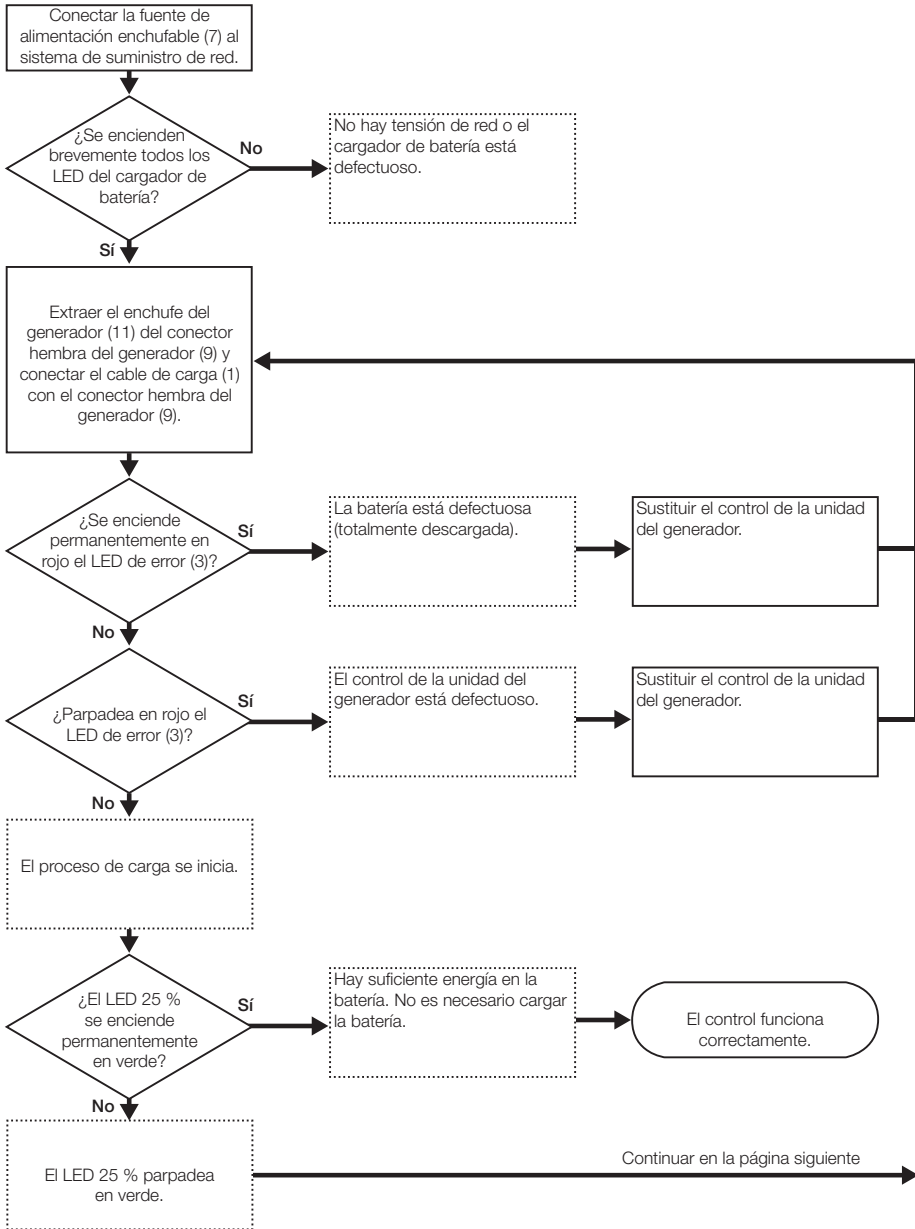 Conectar la fuente de
alimentación enchufable (7) al
sistema de suministro de red.
¿Se encienden
brevemente todos los
LED del cargador de
batería?
No
No hay tensión de red o el
cargador de batería está
defectuoso.
Sí
Extraer el enchufe del
generador (11) del conector
hembra del generador (9) y
conectar el cable de carga (1)
con el conector hembra del
generador (9).
¿Se enciende
permanentemente en
rojo el LED de error (3)?
Sí
La batería está defectuosa
(totalmente descargada).
Sustituir el control de la unidad
del generador.
No
¿Parpadea en rojo el
LED de error (3)?
Sí
El control de la unidad del
generador está defectuoso.
Sustituir el control de la unidad
del generador.
No
El proceso de carga se inicia.
¿El LED 25 %
se enciende
permanentemente
en verde?
Sí
Hay suficiente energía en la
batería. No es necesario cargar
la batería.
El control funciona
correctamente.
No
El LED 25 % parpadea
en verde.
Continuar en la página siguiente